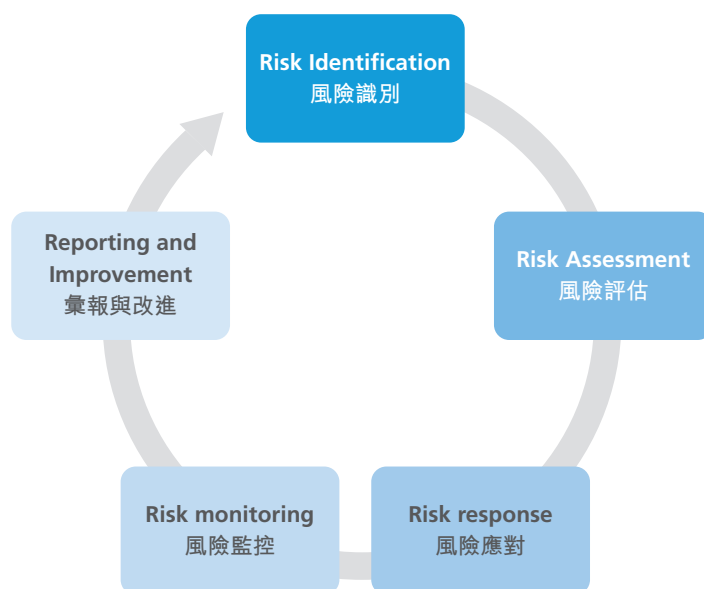 Risk Identification
風險識別
Risk Assessment
風險評估
Risk response
風險應對
Risk monitoring
風險監控
Reporting and
Improvement
彙報與改進